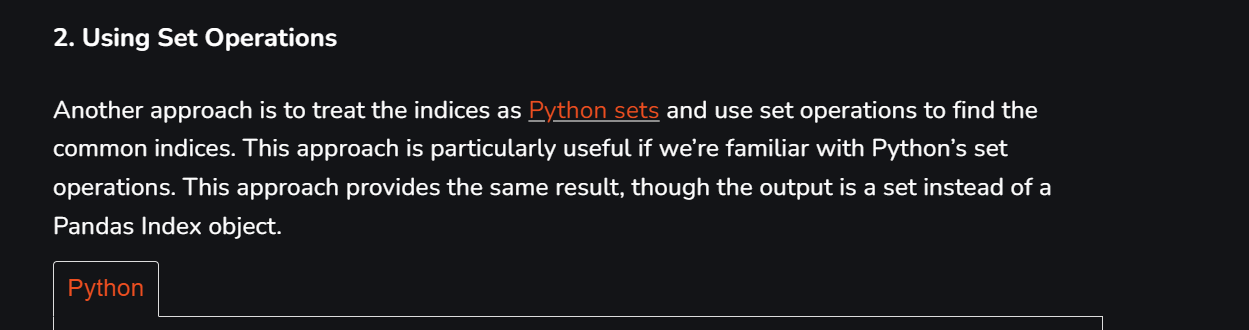 2. Using Set Operations
Another approach is to treat the indices as Python sets and use set operations to find the
common indices. This approach is particularly useful if we’re familiar with Python’s set
operations. This approach provides the same result, though the output is a set instead of a
Pandas Index object.
Python